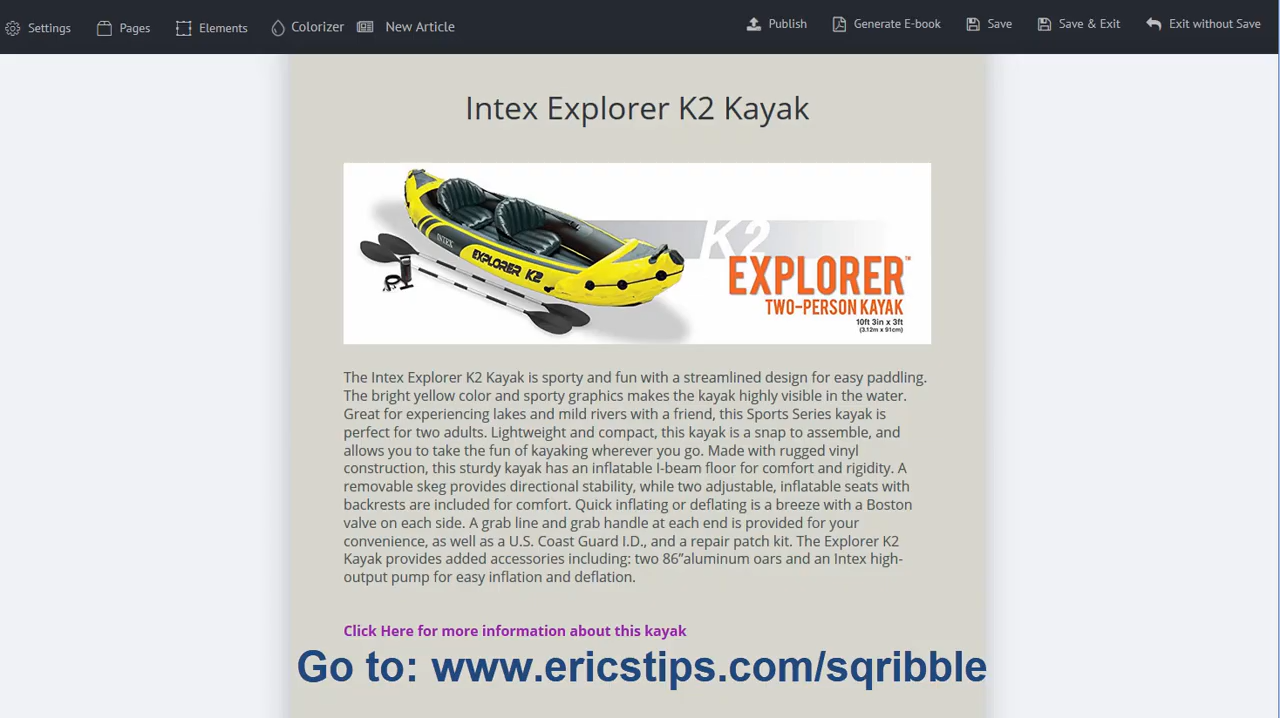 Settings Pages Elements Colorizer New Article Publish Generate E-book Save Save & Exit Exit without Save
Intex Explorer K2 Kayak
INTEX
EXPLORER K2
K2
EXPLORER™
TWO-PERSON KAYAK
10ft 3in x 3ft
(3.12m x 91cm)
The Intex Explorer K2 Kayak is sporty and fun with a streamlined design for easy paddling.
The bright yellow color and sporty graphics makes the kayak highly visible in the water.
Great for experiencing lakes and mild rivers with a friend, this Sports Series kayak is
perfect for two adults. Lightweight and compact, this kayak is a snap to assemble, and
allows you to take the fun of kayaking wherever you go. Made with rugged vinyl
construction, this sturdy kayak has an inflatable I-beam floor for comfort and rigidity. A
removable skeg provides directional stability, while two adjustable, inflatable seats with
backrests are included for comfort. Quick inflating or deflating is a breeze with a Boston
valve on each side. A grab line and grab handle at each end is provided for your
convenience, as well as a U.S. Coast Guard I.D., and a repair patch kit. The Explorer K2
Kayak provides added accessories including: two 86”aluminum oars and an Intex high-
output pump for easy inflation and deflation.
Click Here for more information about this kayak
Go to: www.ericstips.com/sqribble